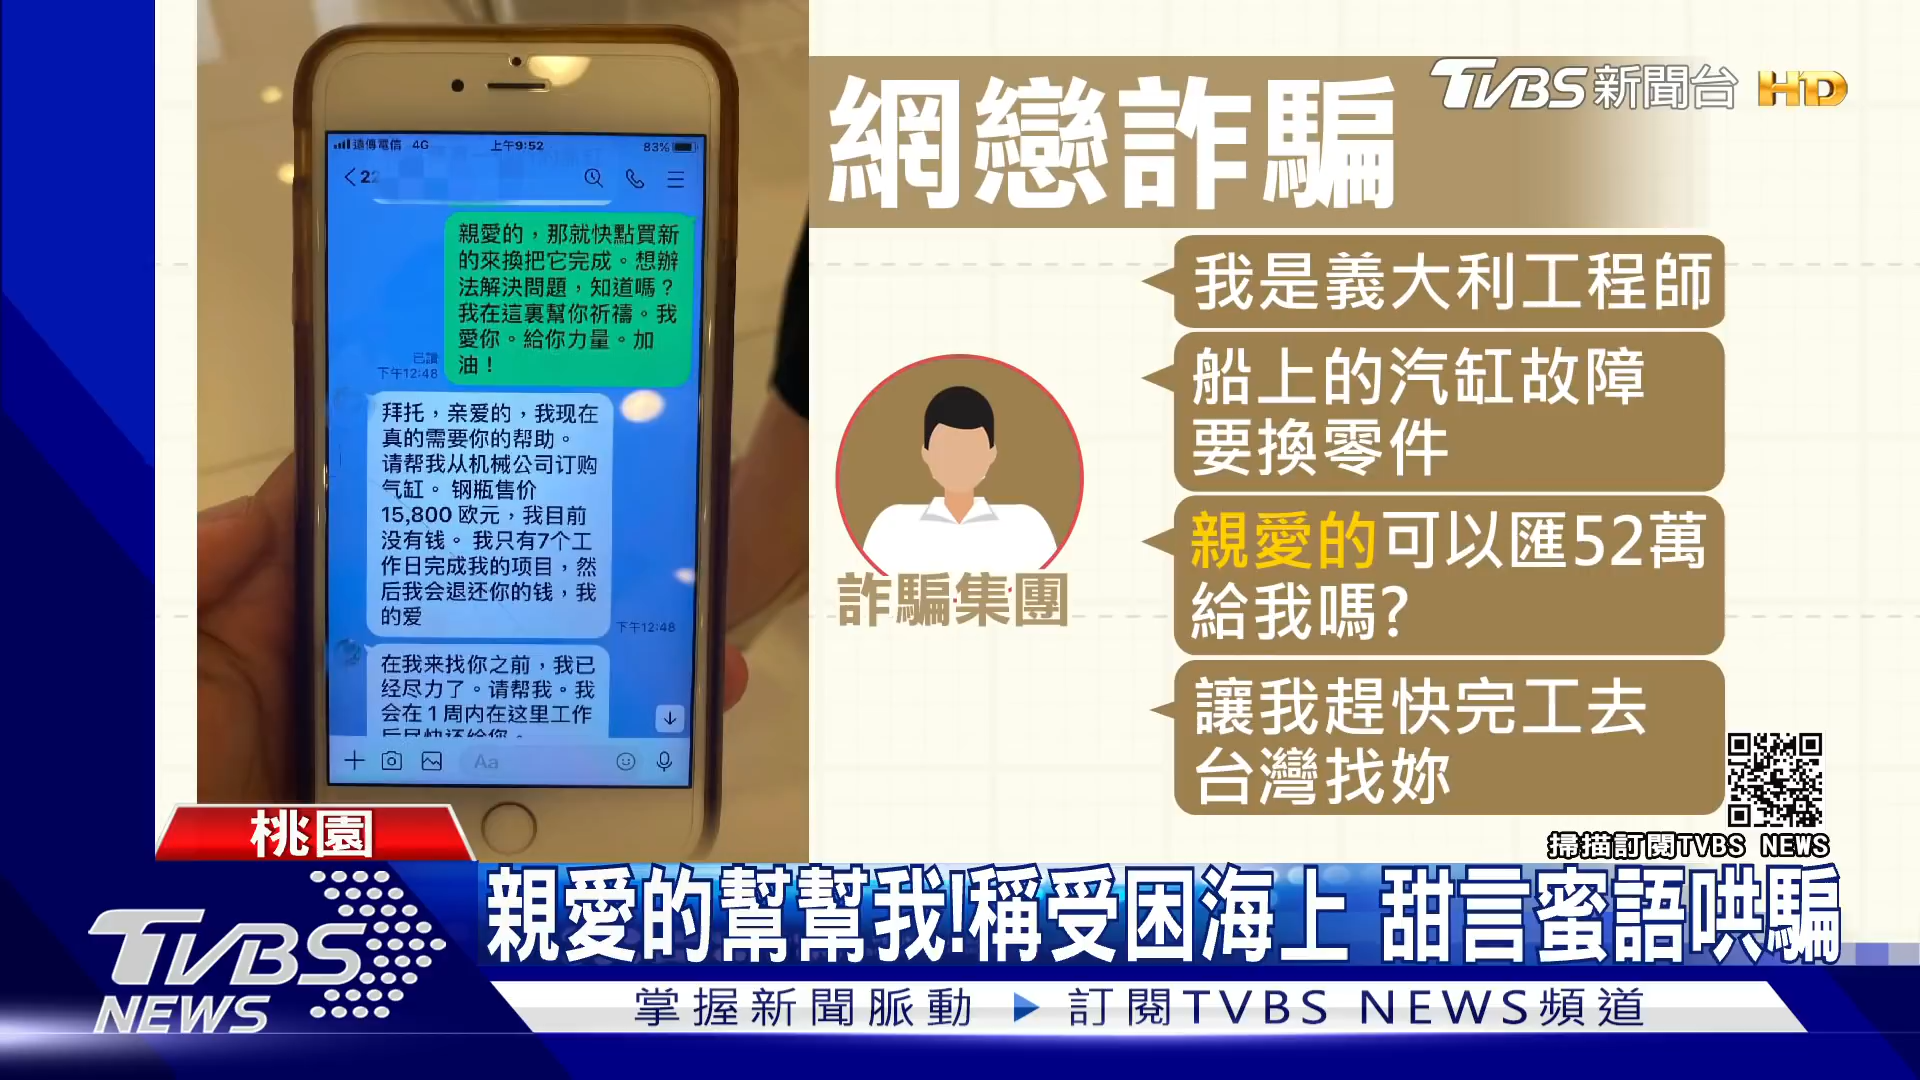 TVBS新聞台 HD
網戀詐騙
遠傳電信 4G 上午9:52 83%
22
親愛的，那就快點買新
的來換把它完成。想辦
法解決問題，知道嗎？
我在這裏幫你祈禱。我
愛你。給你力量。加
油！
已讀
下午12:48
拜托，亲爱的，我现在
真的需要你的帮助。
请帮我从机械公司订购
气缸。 钢瓶售价
15,800 欧元，我目前
没有钱。 我只有7个工
作日完成我的项目，然
后我会退还你的钱，我
的爱
下午12:48
在我来找你之前，我已
经尽力了。请帮我。我
会在1周内在这里工作
后尽快还给你。
Aa
我是義大利工程師
船上的汽缸故障
要換零件
親愛的可以匯52萬
給我嗎?
讓我趕快完工去
台灣找妳
詐騙集團
掃描訂閱TVBS NEWS
桃園
親愛的幫幫我!稱受困海上 甜言蜜語哄騙
TVBS NEWS
掌握新聞脈動 ▶ 訂閱TVBS NEWS頻道